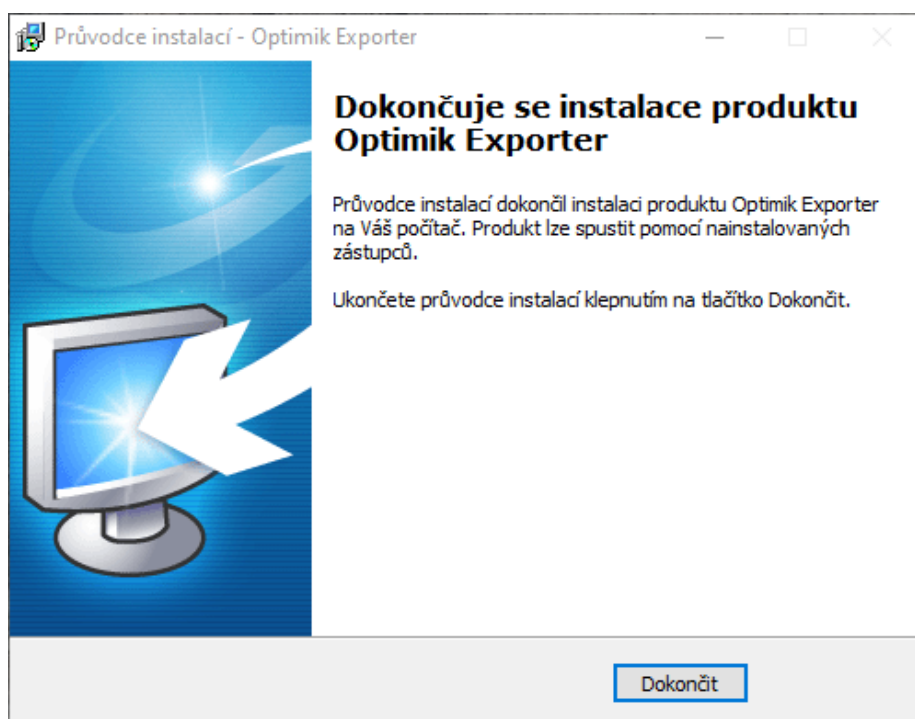 Průvodce instalací - Optimik Exporter
Dokončuje se instalace produktu
Optimik Exporter
Průvodce instalací dokončil instalaci produktu Optimik Exporter
na Váš počítač. Produkt lze spustit pomocí nainstalovaných
zástupců.
Ukončete průvodce instalací klepnutím na tlačítko Dokončit.
Dokončit